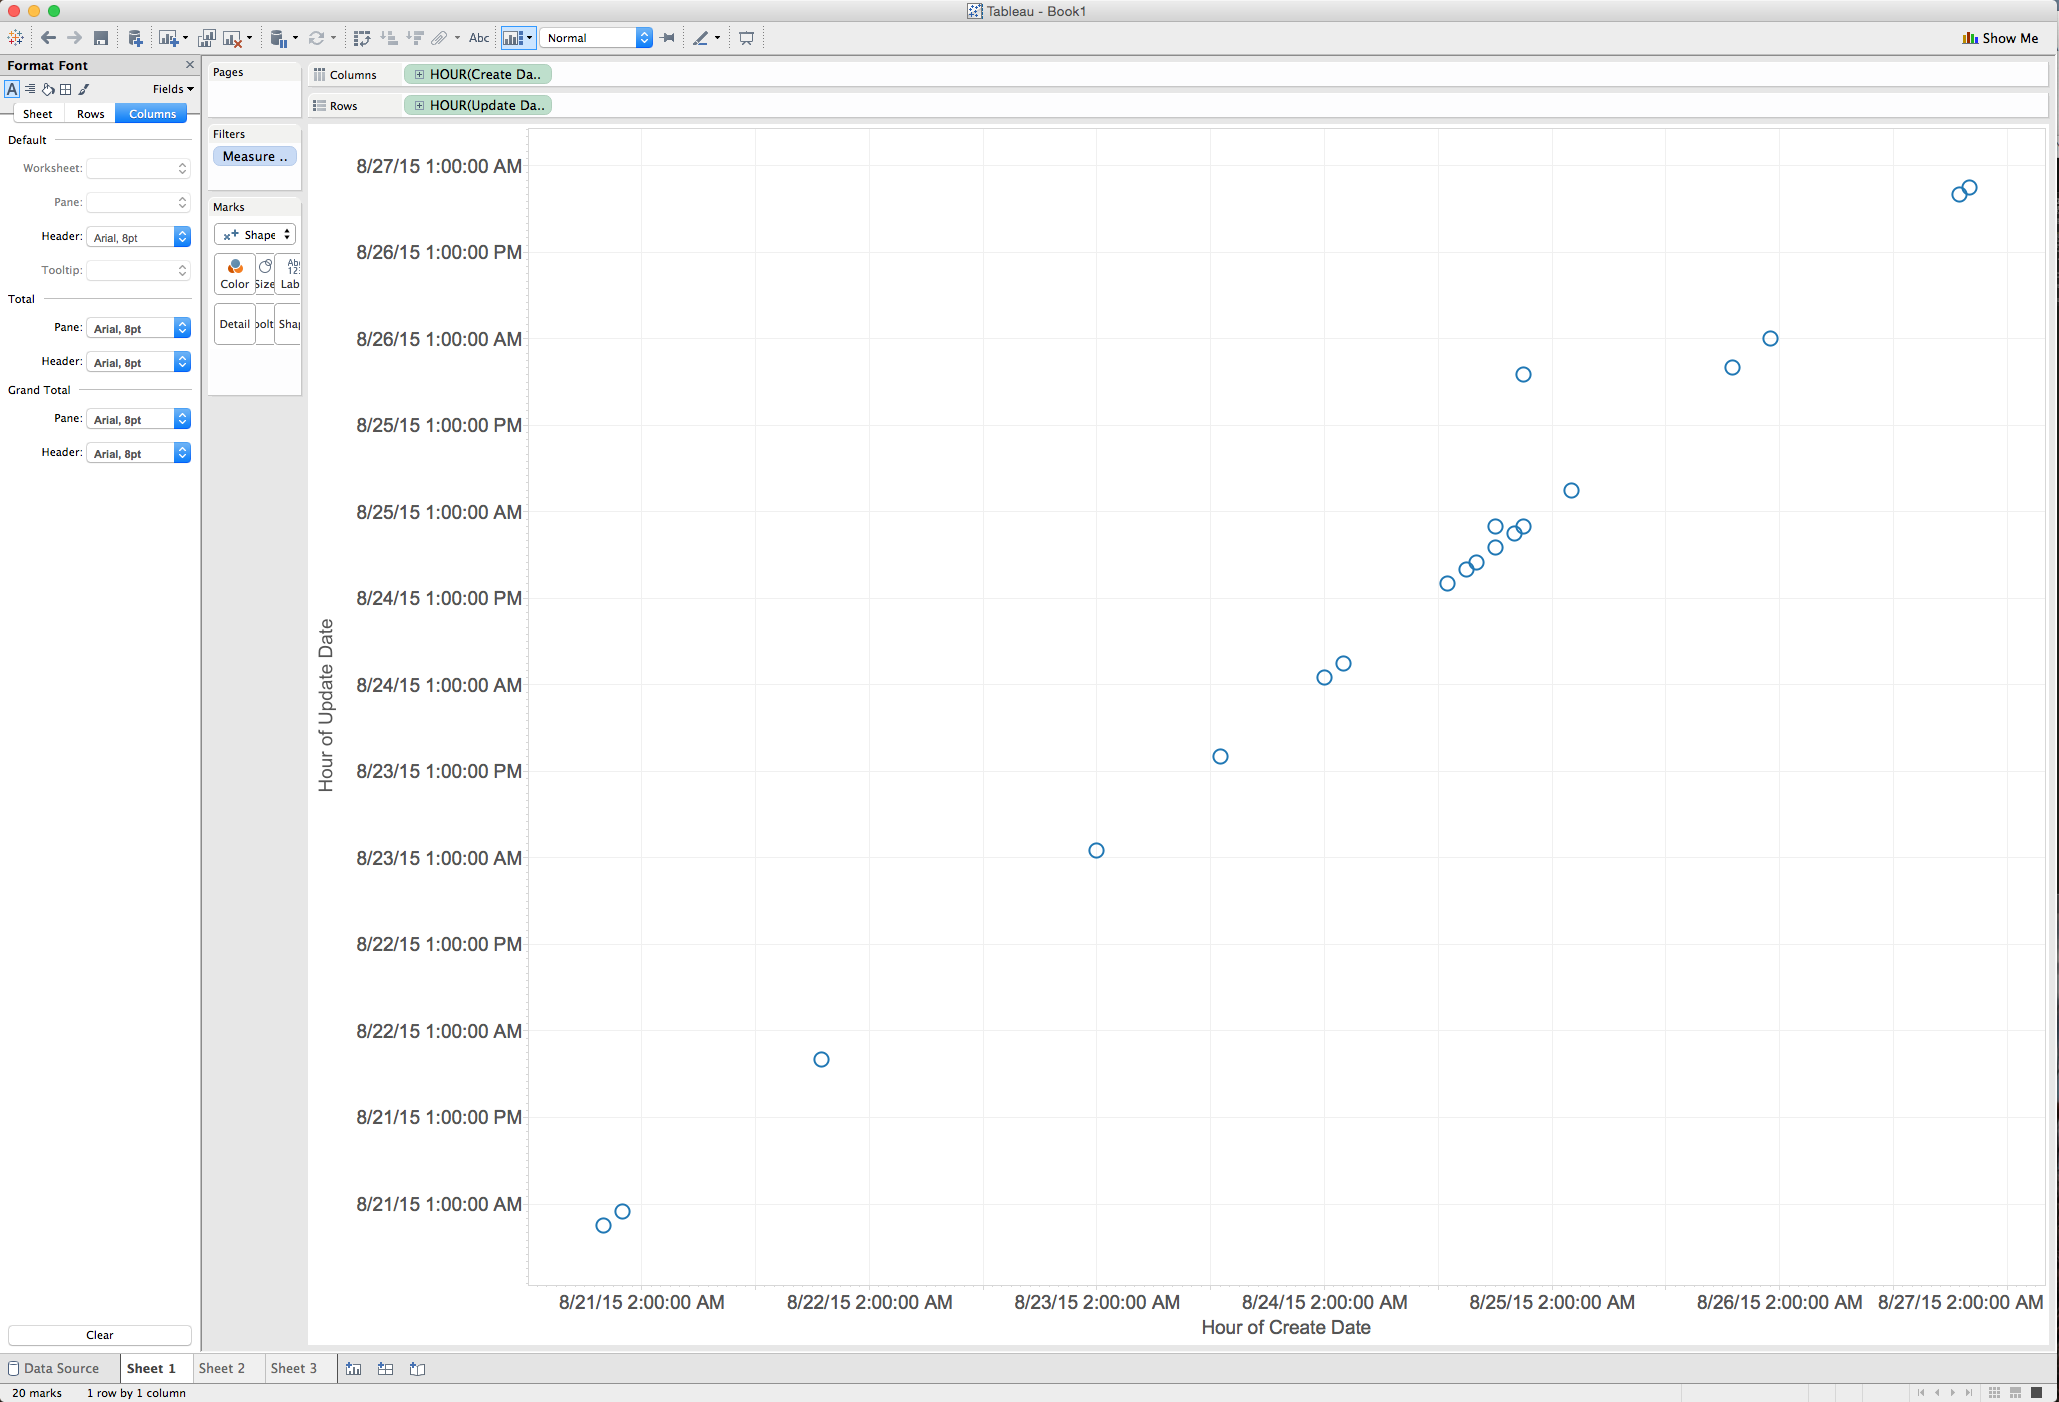 Tableau - Book1
Abc
Normal
Show Me
Format Font
Fields
Sheet Rows Columns
Default
Worksheet:
Pane:
Header: Arial, 8pt
Tooltip:
Total
Pane: Arial, 8pt
Header: Arial, 8pt
Grand Total
Pane: Arial, 8pt
Header: Arial, 8pt
Clear
Pages
Filters
Measure ..
Marks
Shape
Abc
123
Color Size Lab
Detail oolt Shap
Columns HOUR(Create Da..
Rows HOUR(Update Da..
Hour of Update Date
8/27/15 1:00:00 AM
8/26/15 1:00:00 PM
8/26/15 1:00:00 AM
8/25/15 1:00:00 PM
8/25/15 1:00:00 AM
8/24/15 1:00:00 PM
8/24/15 1:00:00 AM
8/23/15 1:00:00 PM
8/23/15 1:00:00 AM
8/22/15 1:00:00 PM
8/22/15 1:00:00 AM
8/21/15 1:00:00 PM
8/21/15 1:00:00 AM
8/21/15 2:00:00 AM 8/22/15 2:00:00 AM 8/23/15 2:00:00 AM 8/24/15 2:00:00 AM 8/25/15 2:00:00 AM 8/26/15 2:00:00 AM 8/27/15 2:00:00 AM
Hour of Create Date
Data Source Sheet 1 Sheet 2 Sheet 3
20 marks 1 row by 1 column